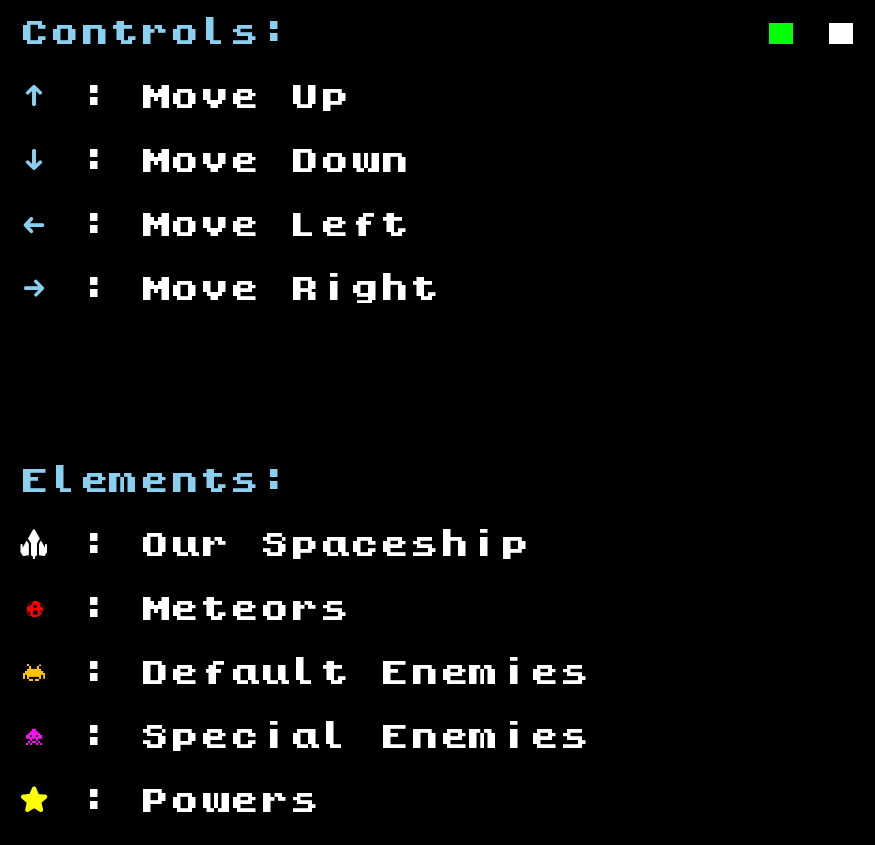 Controls:
↑ : Move Up
↓ : Move Down
← : Move Left
→ : Move Right
Elements:
: Our Spaceship
: Meteors
: Default Enemies
: Special Enemies
: Powers